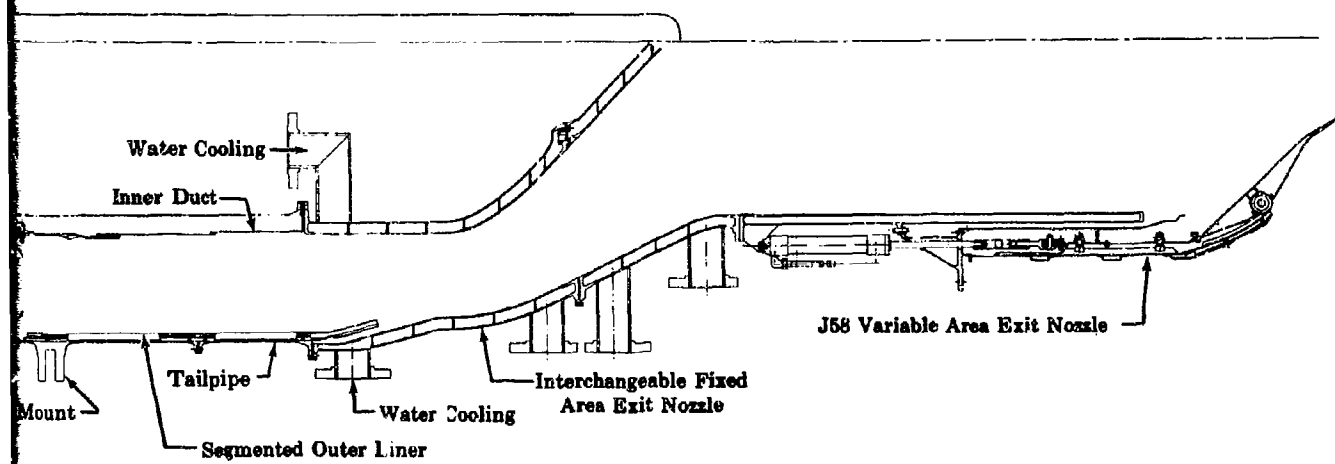 Water Cooling
Inner Duct
J58 Variable Area Exit Nozzle
Tailpipe
Interchangeable Fixed
Area Exit Nozzle
Mount
Water Cooling
Segmented Outer Liner